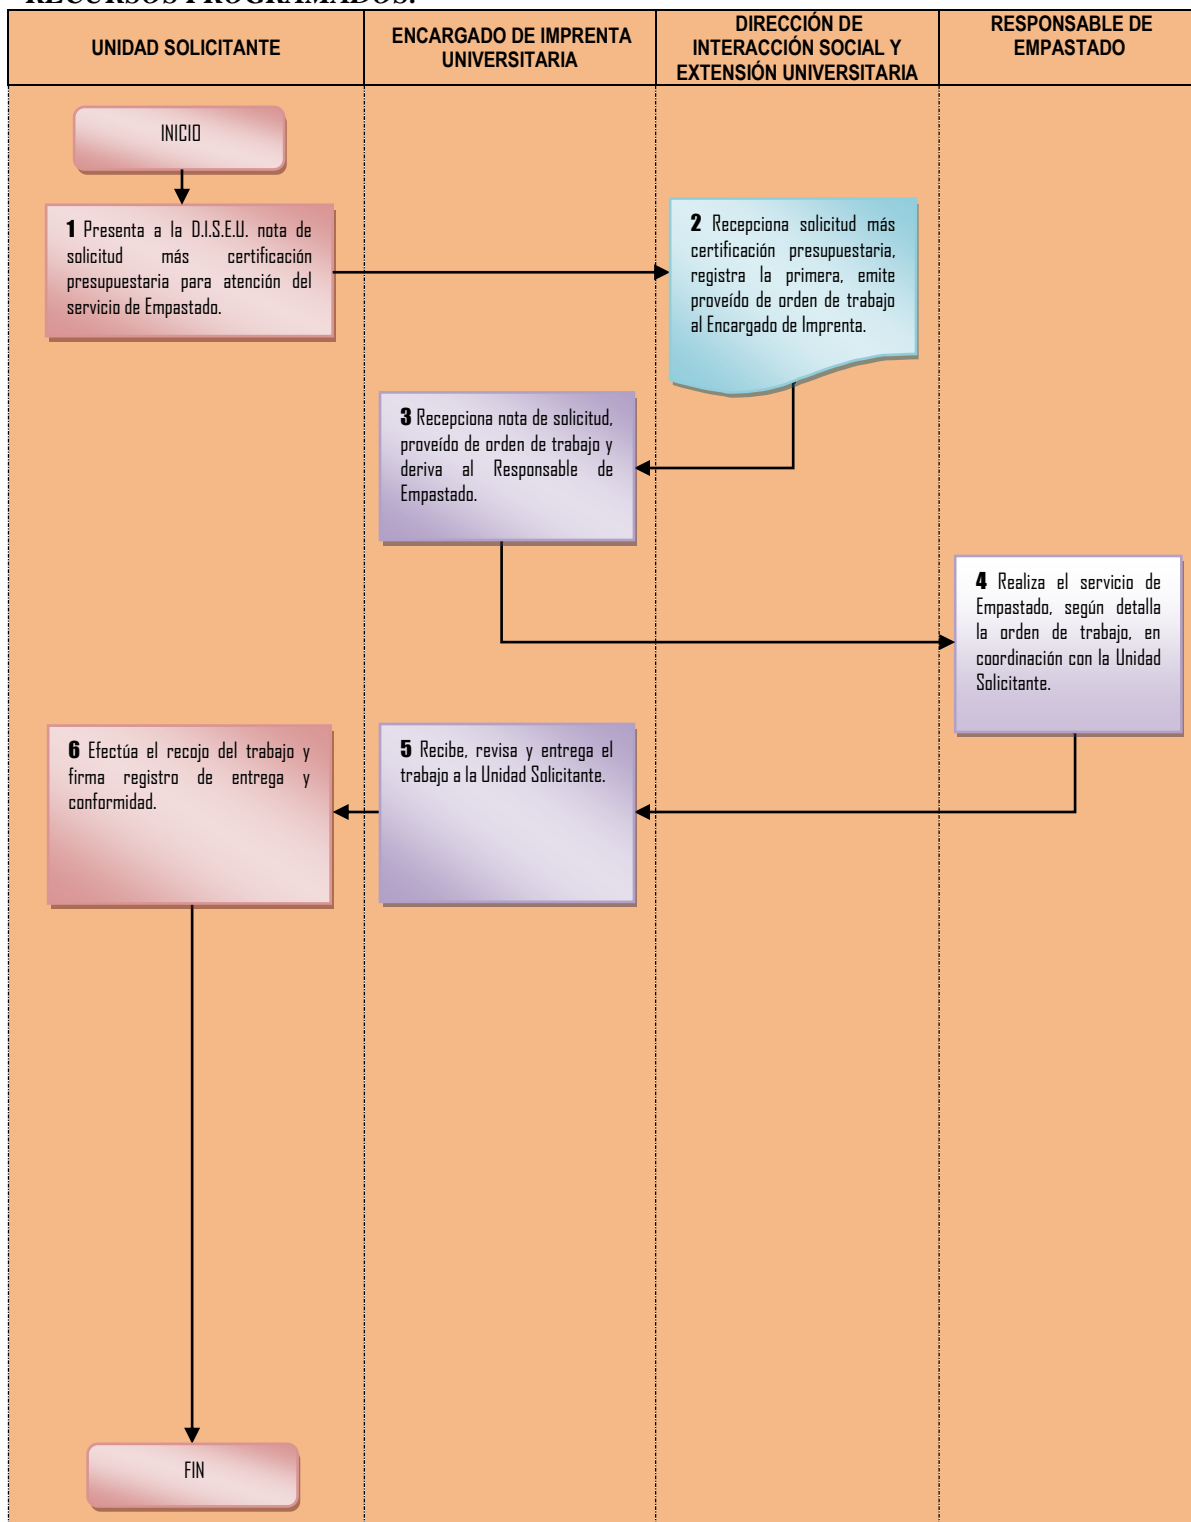 RECURSOS PROGRAMADOS.
UNIDAD SOLICITANTE
ENCARGADO DE IMPRENTA
UNIVERSITARIA
DIRECCIÓN DE
INTERACCIÓN SOCIAL Y
EXTENSIÓN UNIVERSITARIA
RESPONSABLE DE
EMPASTADO
INICIO
1 Presenta a la D.I.S.E.U. nota de
solicitud más certificación
presupuestaria para atención del
servicio de Empastado.
2 Recepciona solicitud más
certificación presupuestaria,
registra la primera, emite
proveído de orden de trabajo
al Encargado de Imprenta.
3 Recepciona nota de solicitud,
proveído de orden de trabajo y
deriva al Responsable de
Empastado.
4 Realiza el servicio de
Empastado, según detalla
la orden de trabajo, en
coordinación con la Unidad
Solicitante.
5 Recibe, revisa y entrega el
trabajo a la Unidad Solicitante.
6 Efectúa el recojo del trabajo y
firma registro de entrega y
conformidad.
FIN